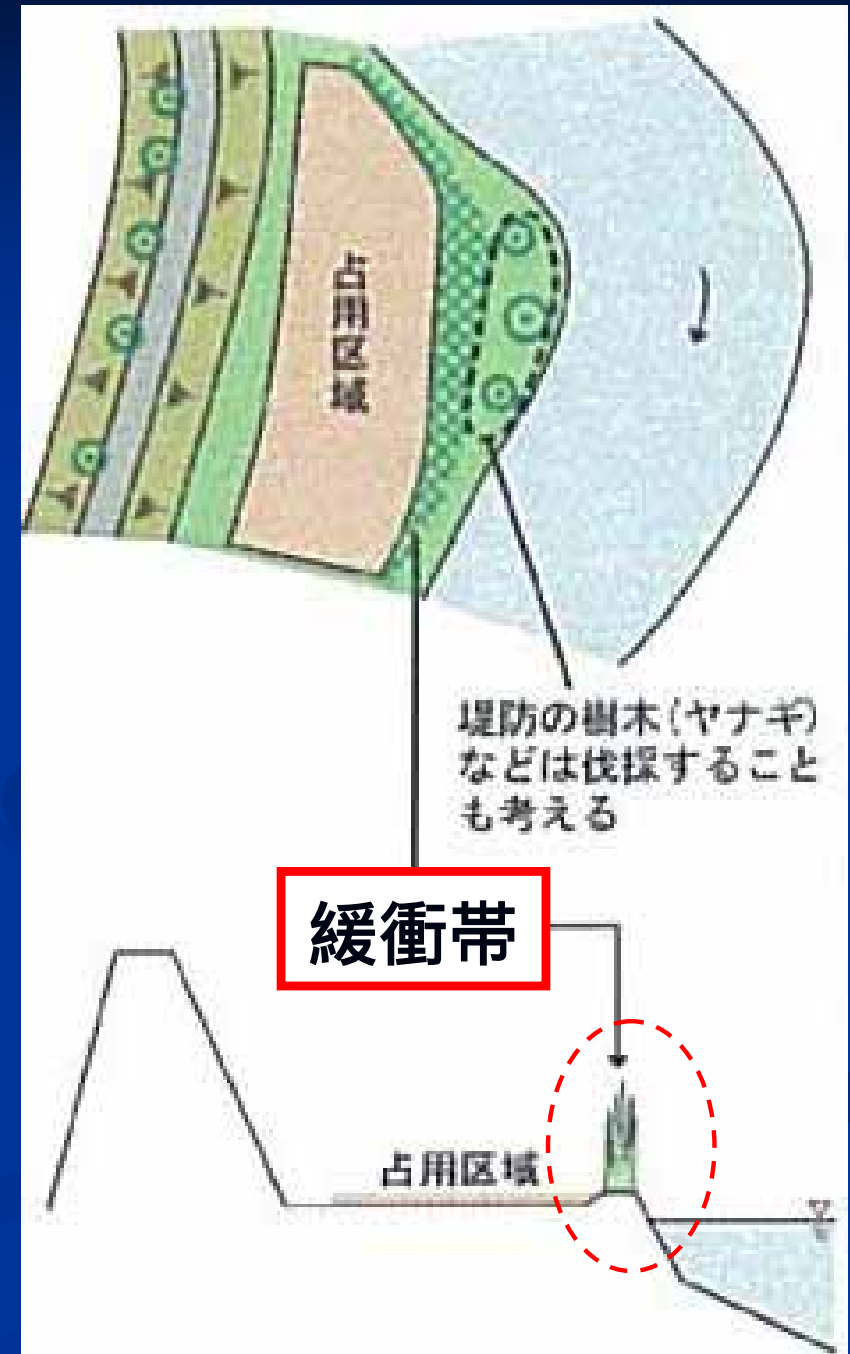 占用区域
堤防の樹木(ヤナギ)
などは伐採すること
も考える
緩衝帯
占用区域